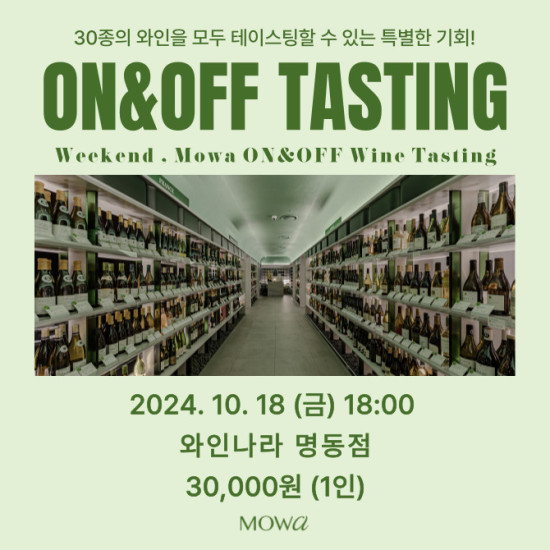 30종의 와인을 모두 테이스팅할 수 있는 특별한 기회!
ON&OFF TASTING
Weekend . Mowa ON&OFF Wine Tasting
2024. 10. 18 (금) 18:00
와인나라 명동점
30,000원 (1인)
MOWa